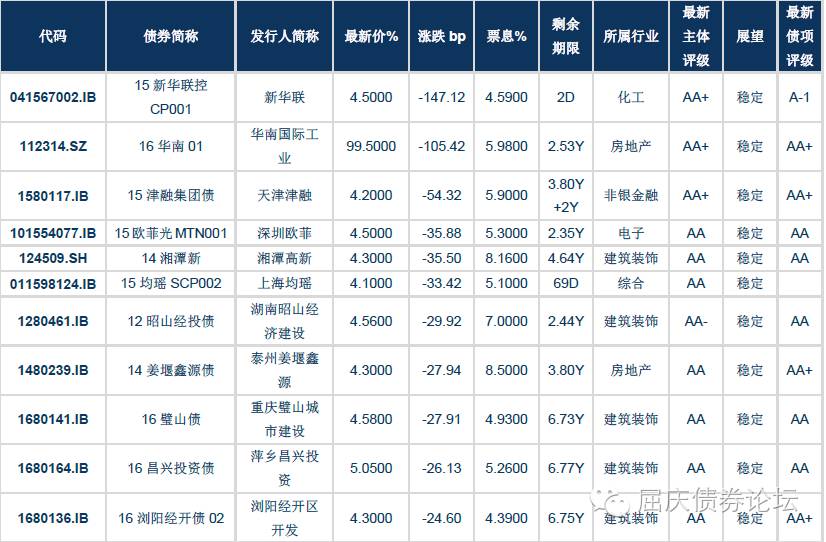 代码 债券简称 发行人简称 最新价% 涨跌 bp 票息% 剩余期限 所属行业 最新主体评级 展望 最新债项评级
041567002.IB 15 新华联控 CP001 新华联 4.5000 -147.12 4.5900 2D 化工 AA+ 稳定 A-1
112314.SZ 16 华南 01 华南国际工业 99.5000 -105.42 5.9800 2.53Y 房地产 AA+ 稳定 AA+
1580117.IB 15 津融集团债 天津津融 4.2000 -54.32 5.9000 3.80Y+2Y 非银金融 AA+ 稳定 AA+
101554077.IB 15 欧菲光 MTN001 深圳欧菲 4.5000 -35.88 5.3000 2.35Y 电子 AA 稳定 AA
124509.SH 14 湘潭新 湘潭高新 4.3000 -35.50 8.1600 4.64Y 建筑装饰 AA 稳定 AA
011598124.IB 15 均瑶 SCP002 上海均瑶 4.1000 -33.42 5.1000 69D 综合 AA 稳定
1280461.IB 12 昭山经投债 湖南昭山经济建设 4.5600 -29.92 7.0000 2.44Y 建筑装饰 AA- 稳定 AA
1480239.IB 14 姜堰鑫源债 泰州姜堰鑫源 4.3000 -27.94 8.5000 3.80Y 房地产 AA 稳定 AA+
1680141.IB 16 璧山债 重庆璧山城市建设 4.5800 -27.91 4.9300 6.73Y 建筑装饰 AA 稳定 AA
1680164.IB 16 昌兴投资债 萍乡昌兴投资 5.0500 -26.13 5.2600 6.77Y 建筑装饰 AA 稳定 AA
1680136.IB 16 浏阳经开债 02 浏阳经开区开发 4.3000 -24.60 4.3900 6.75Y 建筑装饰 AA 稳定 AA+
屈庆债券论坛